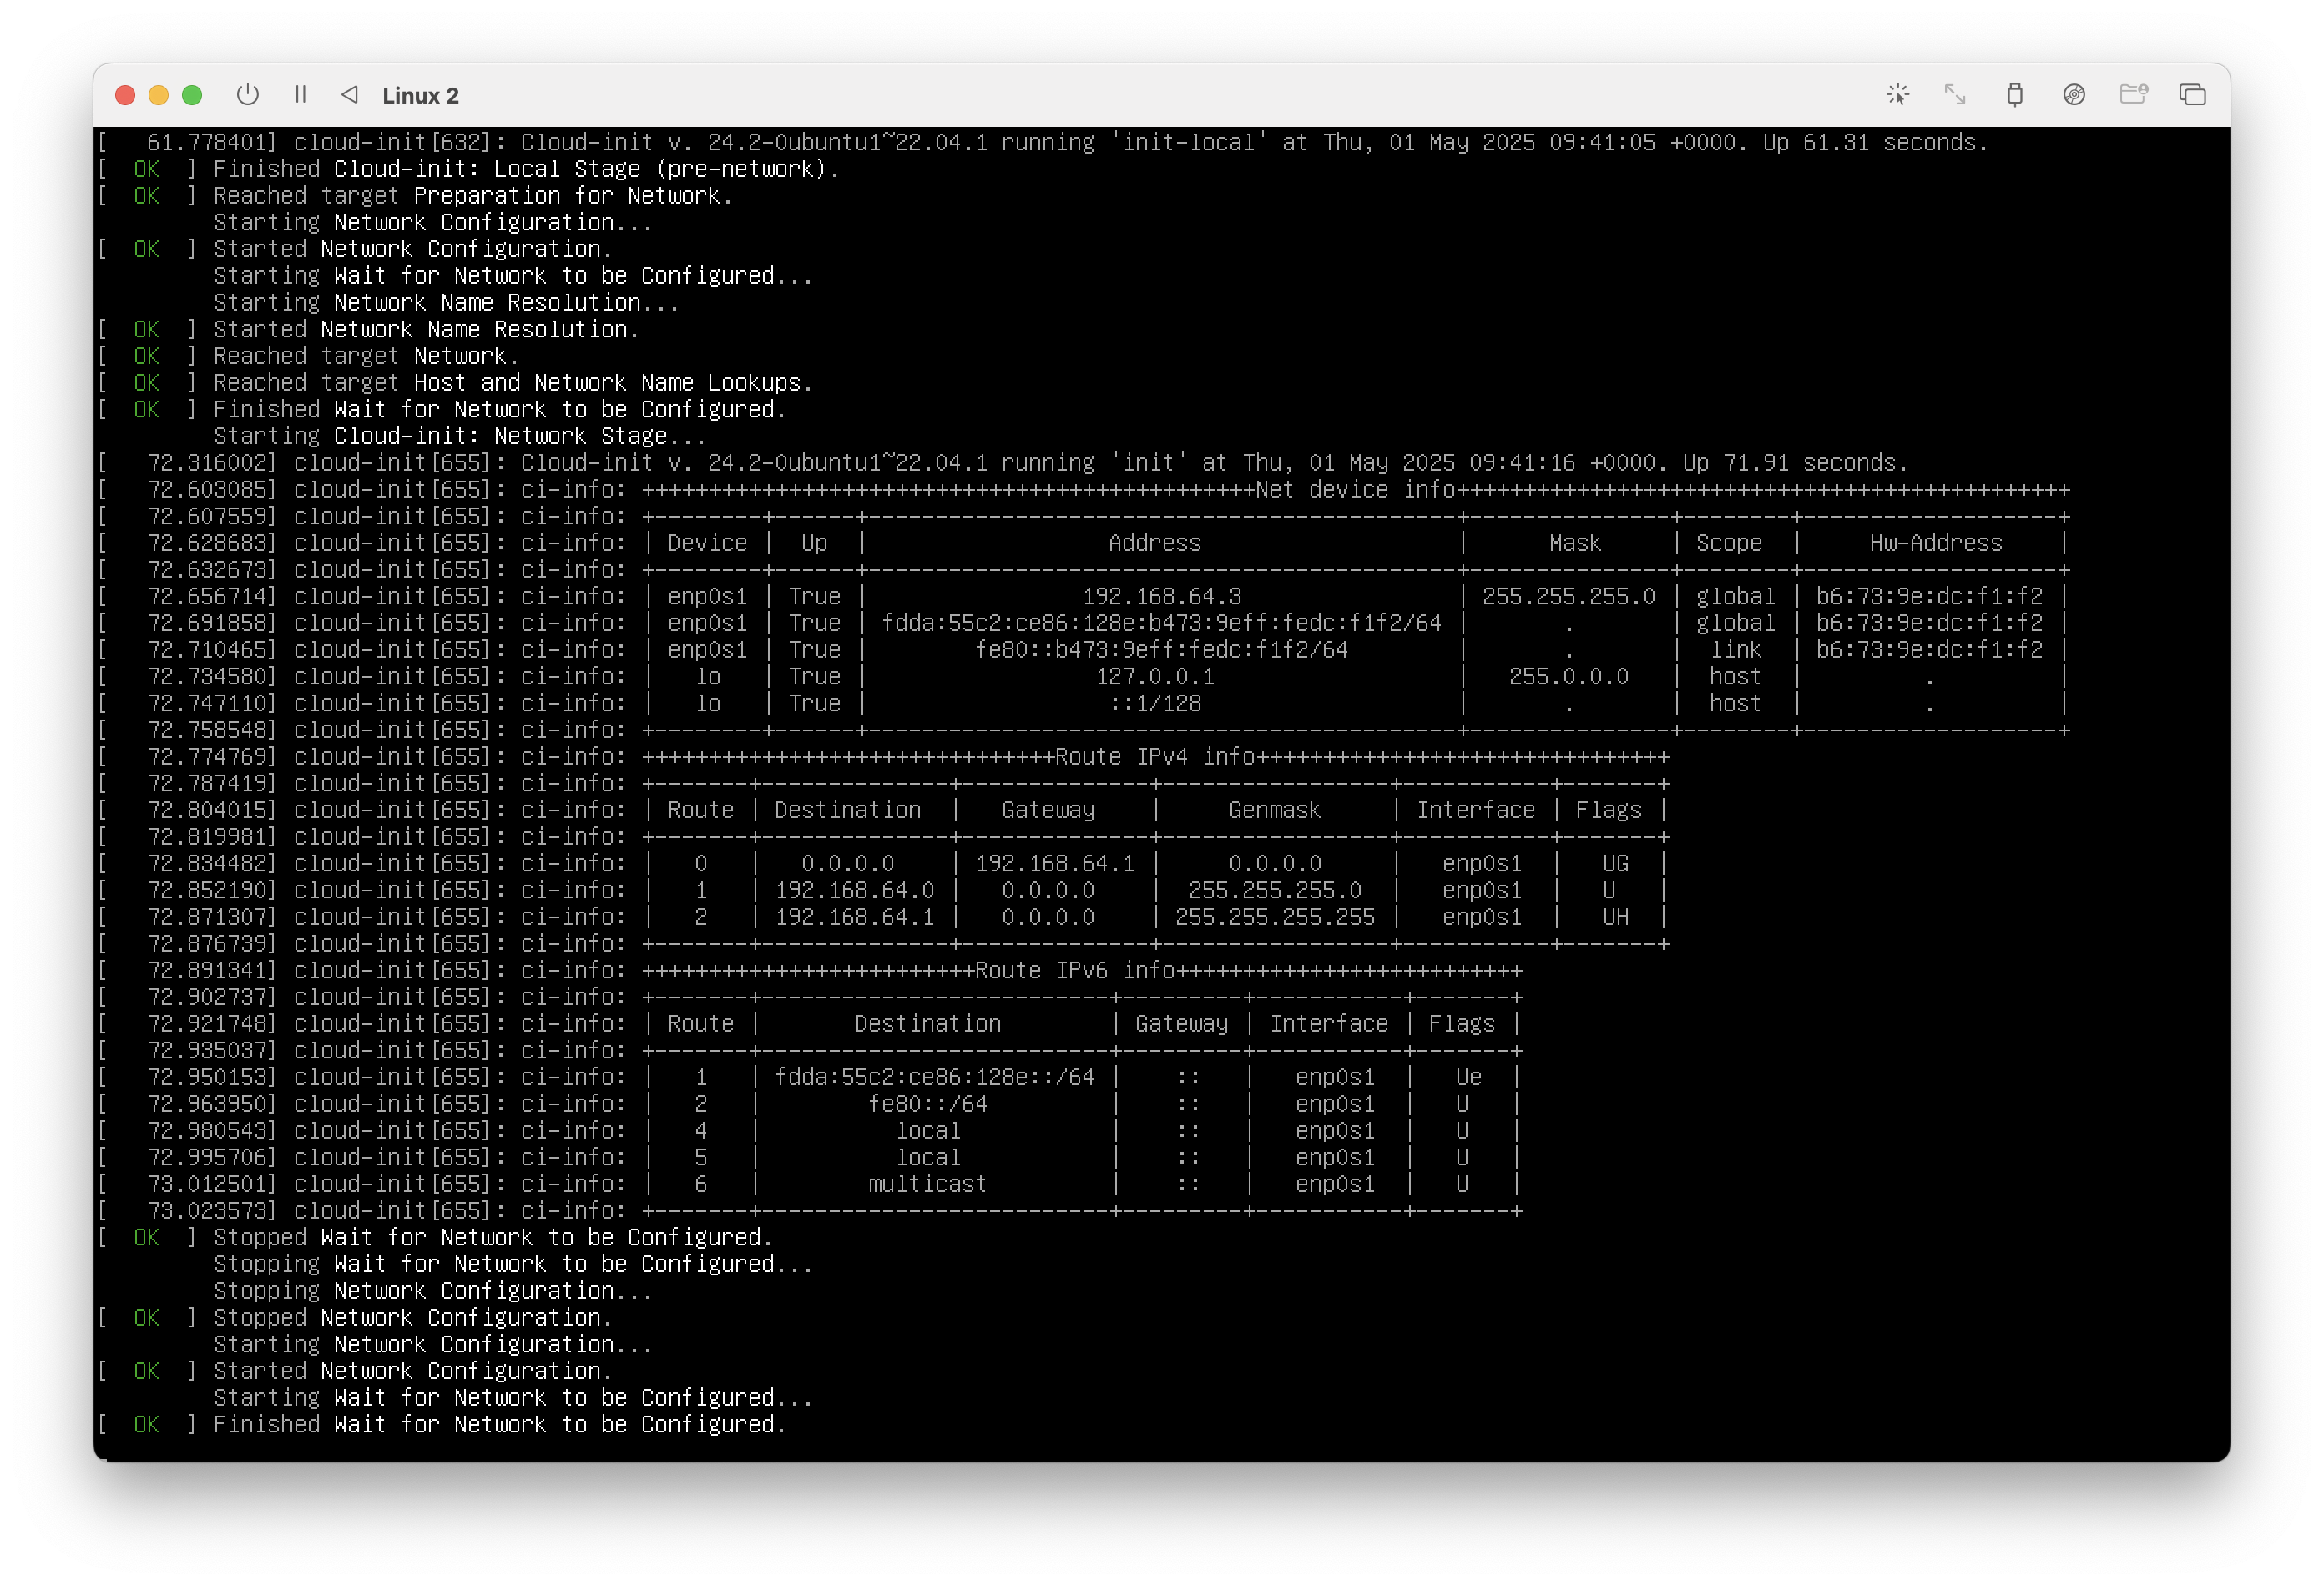 Linux 2
[   61.778401] cloud-init[632]: Cloud-init v. 24.2-0ubuntu1~22.04.1 running 'init-local' at Thu, 01 May 2025 09:41:05 +0000. Up 61.31 seconds.
[  OK  ] Finished Cloud-init: Local Stage (pre-network).
[  OK  ] Reached target Preparation for Network.
         Starting Network Configuration...
[  OK  ] Started Network Configuration.
         Starting Wait for Network to be Configured...
         Starting Network Name Resolution...
[  OK  ] Started Network Name Resolution.
[  OK  ] Reached target Network.
[  OK  ] Reached target Host and Network Name Lookups.
[  OK  ] Finished Wait for Network to be Configured.
         Starting Cloud-init: Network Stage...
[   72.316002] cloud-init[655]: Cloud-init v. 24.2-0ubuntu1~22.04.1 running 'init' at Thu, 01 May 2025 09:41:16 +0000. Up 71.91 seconds.
[   72.603085] cloud-init[655]: ci-info: ++++++++++++++++++++++++++++++++++++++++++++++Net device info++++++++++++++++++++++++++++++++++++++++++++++
[   72.607559] cloud-init[655]: ci-info: +--------+------+--------------------------------------------+---------------+--------+-------------------+
[   72.628683] cloud-init[655]: ci-info: | Device |  Up  |                  Address                   |      Mask     | Scope  |     Hw-Address    |
[   72.632673] cloud-init[655]: ci-info: +--------+------+--------------------------------------------+---------------+--------+-------------------+
[   72.656714] cloud-init[655]: ci-info: | enp0s1 | True |                192.168.64.3                | 255.255.255.0 | global | b6:73:9e:dc:f1:f2 |
[   72.691858] cloud-init[655]: ci-info: | enp0s1 | True | fdda:55c2:ce86:128e:b473:9eff:fedc:f1f2/64 |       .       | global | b6:73:9e:dc:f1:f2 |
[   72.710465] cloud-init[655]: ci-info: | enp0s1 | True |        fe80::b473:9eff:fedc:f1f2/64        |       .       |  link  | b6:73:9e:dc:f1:f2 |
[   72.734580] cloud-init[655]: ci-info: |   lo   | True |                 127.0.0.1                  |   255.0.0.0   |  host  |         .         |
[   72.747110] cloud-init[655]: ci-info: |   lo   | True |                  ::1/128                   |       .       |  host  |         .         |
[   72.758548] cloud-init[655]: ci-info: +--------+------+--------------------------------------------+---------------+--------+-------------------+
[   72.774769] cloud-init[655]: ci-info: +++++++++++++++++++++++++++++++Route IPv4 info+++++++++++++++++++++++++++++++
[   72.787419] cloud-init[655]: ci-info: +-------+--------------+--------------+-----------------+-----------+-------+
[   72.804015] cloud-init[655]: ci-info: | Route | Destination  |   Gateway    |     Genmask     | Interface | Flags |
[   72.819981] cloud-init[655]: ci-info: +-------+--------------+--------------+-----------------+-----------+-------+
[   72.834482] cloud-init[655]: ci-info: |   0   |   0.0.0.0    | 192.168.64.1 |     0.0.0.0     |   enp0s1  |   UG  |
[   72.852190] cloud-init[655]: ci-info: |   1   | 192.168.64.0 |   0.0.0.0    |  255.255.255.0  |   enp0s1  |   U   |
[   72.871307] cloud-init[655]: ci-info: |   2   | 192.168.64.1 |   0.0.0.0    | 255.255.255.255 |   enp0s1  |   UH  |
[   72.876739] cloud-init[655]: ci-info: +-------+--------------+--------------+-----------------+-----------+-------+
[   72.891341] cloud-init[655]: ci-info: +++++++++++++++++++++++++Route IPv6 info++++++++++++++++++++++++++
[   72.902737] cloud-init[655]: ci-info: +-------+--------------------------+---------+-----------+-------+
[   72.921748] cloud-init[655]: ci-info: | Route |       Destination        | Gateway | Interface | Flags |
[   72.935037] cloud-init[655]: ci-info: +-------+--------------------------+---------+-----------+-------+
[   72.950153] cloud-init[655]: ci-info: |   1   | fdda:55c2:ce86:128e::/64 |    ::   |   enp0s1  |   Ue  |
[   72.963950] cloud-init[655]: ci-info: |   2   |        fe80::/64         |    ::   |   enp0s1  |   U   |
[   72.980543] cloud-init[655]: ci-info: |   4   |          local           |    ::   |   enp0s1  |   U   |
[   72.995706] cloud-init[655]: ci-info: |   5   |          local           |    ::   |   enp0s1  |   U   |
[   73.012501] cloud-init[655]: ci-info: |   6   |        multicast         |    ::   |   enp0s1  |   U   |
[   73.023573] cloud-init[655]: ci-info: +-------+--------------------------+---------+-----------+-------+
[  OK  ] Stopped Wait for Network to be Configured.
         Stopping Wait for Network to be Configured...
         Stopping Network Configuration...
[  OK  ] Stopped Network Configuration.
         Starting Network Configuration...
[  OK  ] Started Network Configuration.
         Starting Wait for Network to be Configured...
[  OK  ] Finished Wait for Network to be Configured.